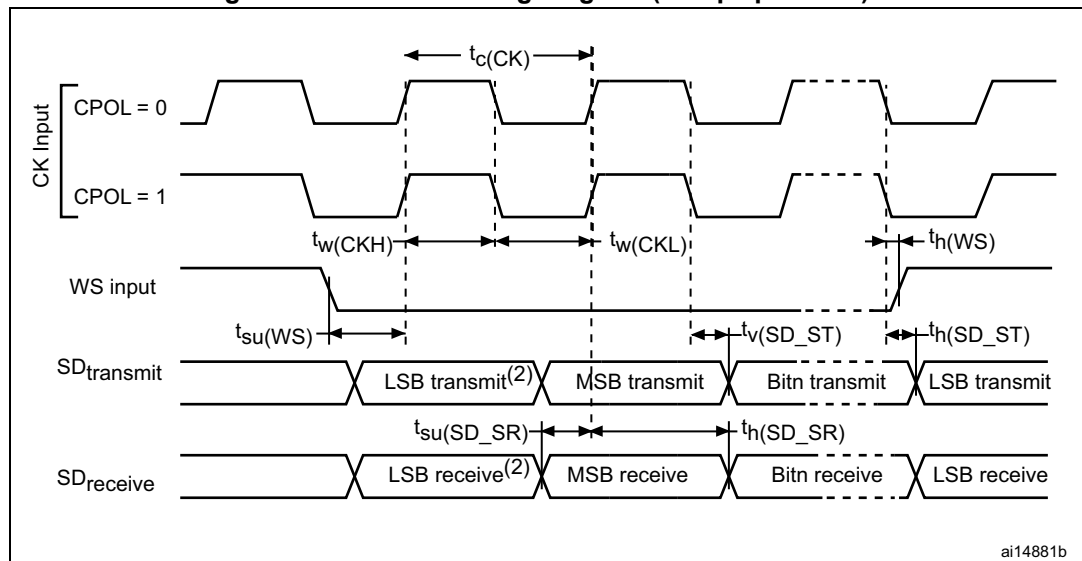 tc(CK)
CK Input
CPOL = 0
CPOL = 1
tw(CKH)
tw(CKL)
th(WS)
WS input
tsu(WS)
tv(SD_ST)
th(SD_ST)
SDtransmit
LSB transmit(2)
MSB transmit
Bitn transmit
LSB transmit
tsu(SD_SR)
th(SD_SR)
SDreceive
LSB receive(2)
MSB receive
Bitn receive
LSB receive
ai14881b